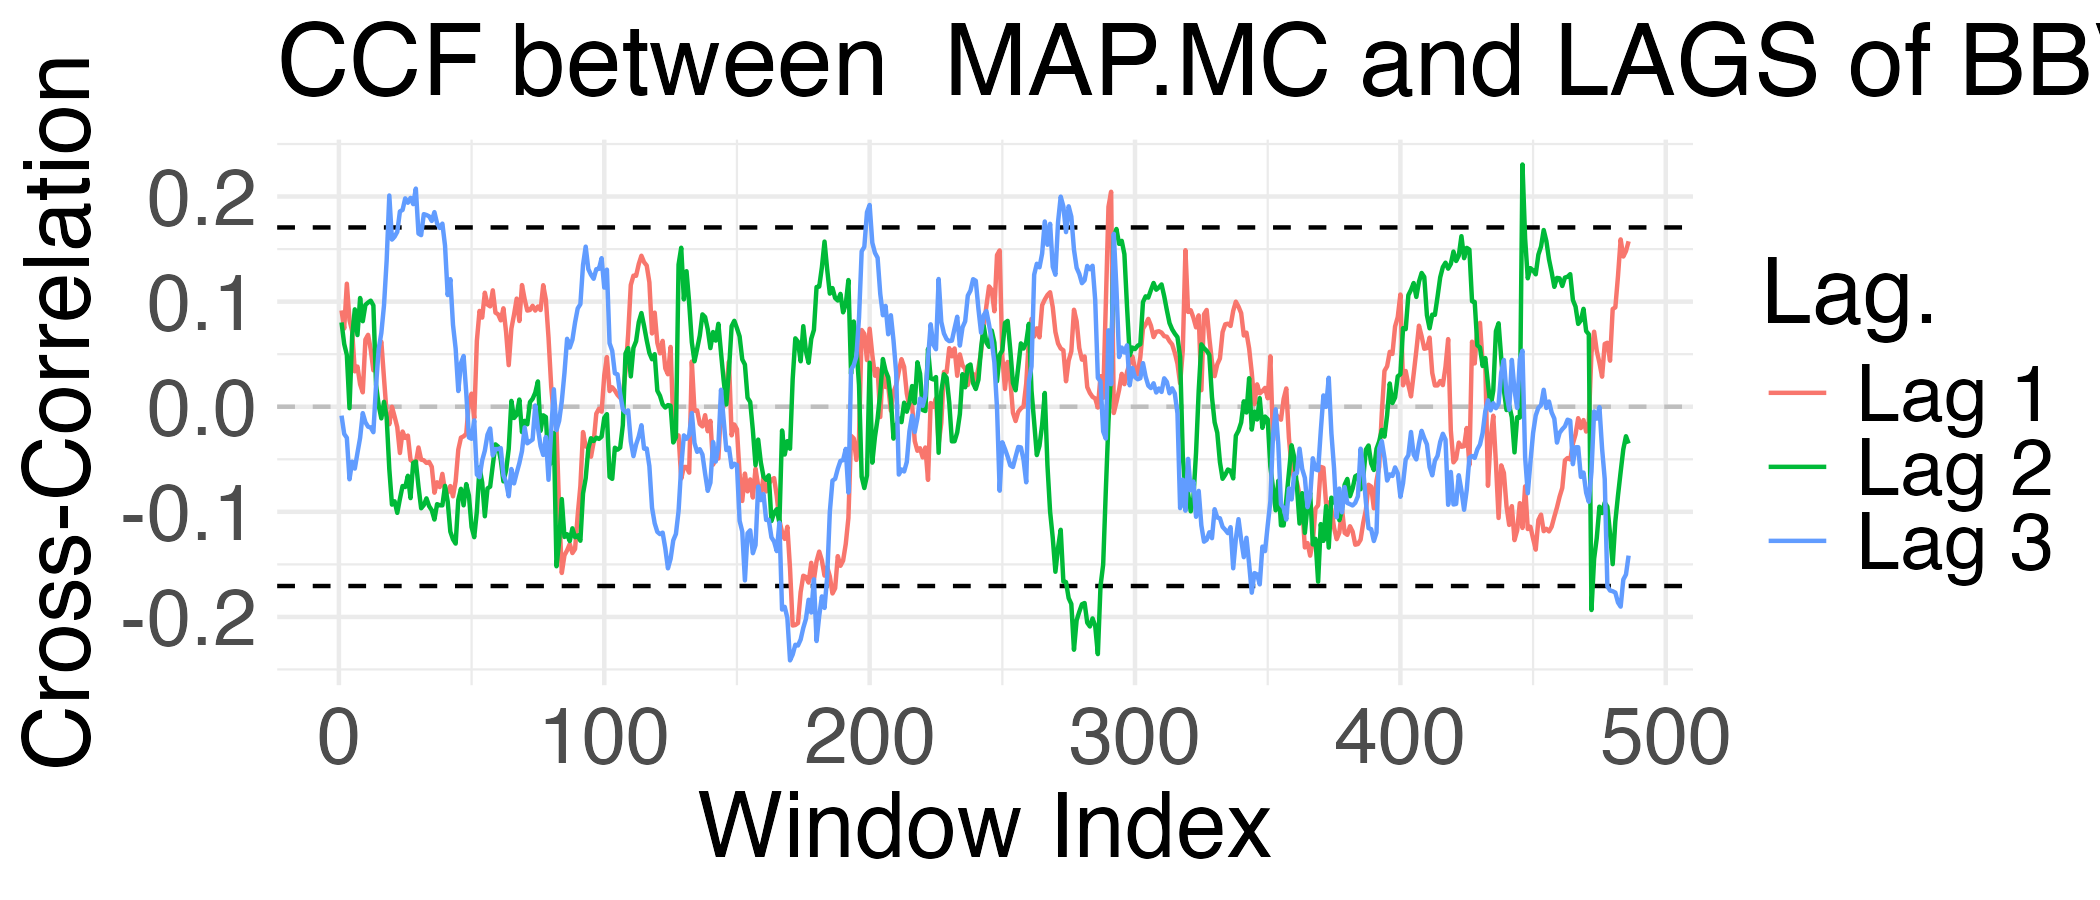 CCF between  MAP.MC and LAGS of BB
Cross-Correlation
0.2
0.1
0.0
-0.1
-0.2
0 100 200 300 400 500
Window Index
Lag.
Lag 1
Lag 2
Lag 3